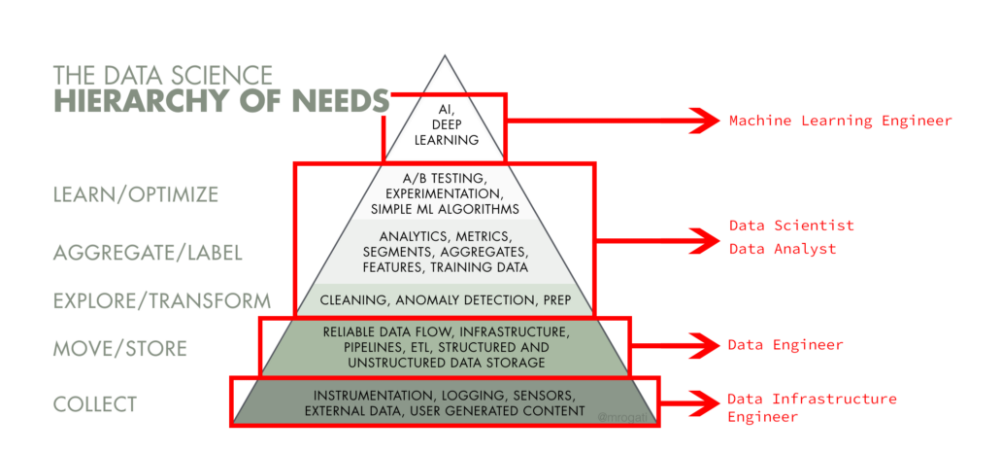 THE DATA SCIENCE
HIERARCHY OF NEEDS
AI,
DEEP
LEARNING
Machine Learning Engineer
LEARN/OPTIMIZE
A/B TESTING,
EXPERIMENTATION,
SIMPLE ML ALGORITHMS
Data Scientist
Data Analyst
AGGREGATE/LABEL
ANALYTICS, METRICS,
SEGMENTS, AGGREGATES,
FEATURES, TRAINING DATA
EXPLORE/TRANSFORM
CLEANING, ANOMALY DETECTION, PREP
MOVE/STORE
RELIABLE DATA FLOW, INFRASTRUCTURE,
PIPELINES, ETL, STRUCTURED AND
UNSTRUCTURED DATA STORAGE
Data Engineer
COLLECT
INSTRUMENTATION, LOGGING, SENSORS,
EXTERNAL DATA, USER GENERATED CONTENT
@mrogati
Data Infrastructure
Engineer